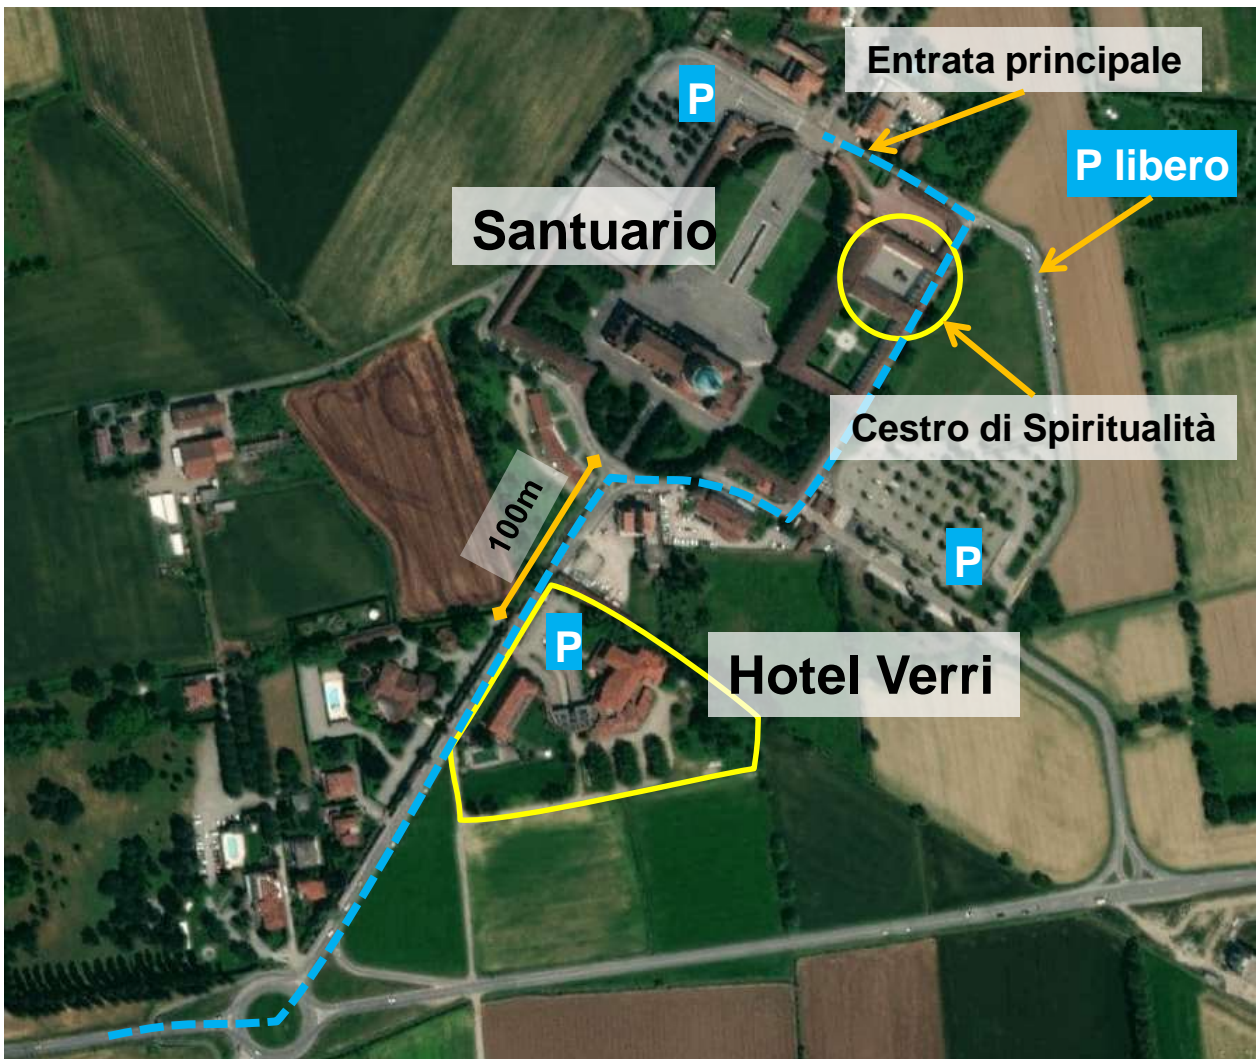 Entrata principale
P
P libero
Santuario
Cestro di Spiritualità
100m
P
P
Hotel Verri